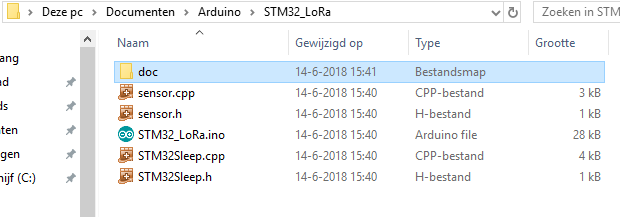 Deze pc > Documenten > Arduino > STM32_LoRa
Zoeken in STM
Naam Gewijzigd op Type Grootte
ang
doc 14-6-2018 15:41 Bestandsmap
sensor.cpp 14-6-2018 15:40 CPP-bestand 3 kB
ds
sensor.h 14-6-2018 15:40 H-bestand 1 kB
nten
STM32_LoRa.ino 14-6-2018 15:40 Arduino file 28 kB
ngen
STM32Sleep.cpp 14-6-2018 15:40 CPP-bestand 4 kB
hijf (C:)
STM32Sleep.h 14-6-2018 15:40 H-bestand 1 kB